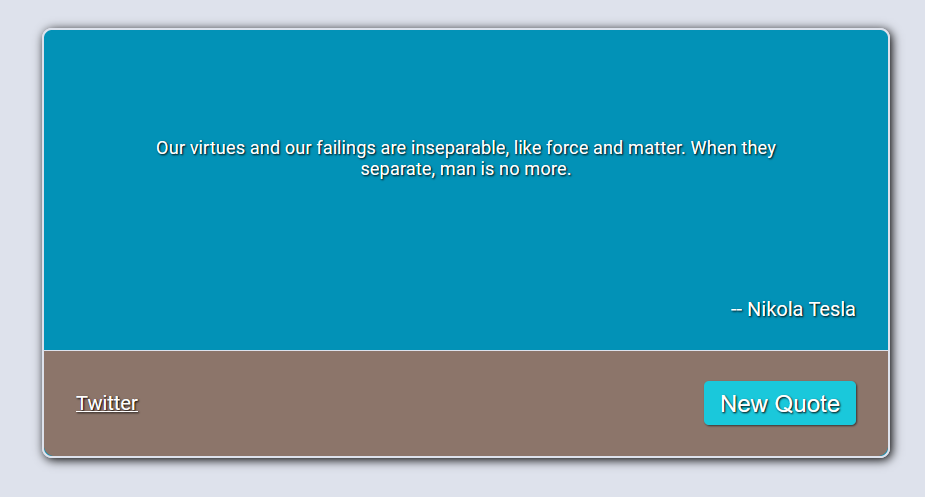 Our virtues and our failings are inseparable, like force and matter. When they
separate, man is no more.
-- Nikola Tesla
Twitter
New Quote